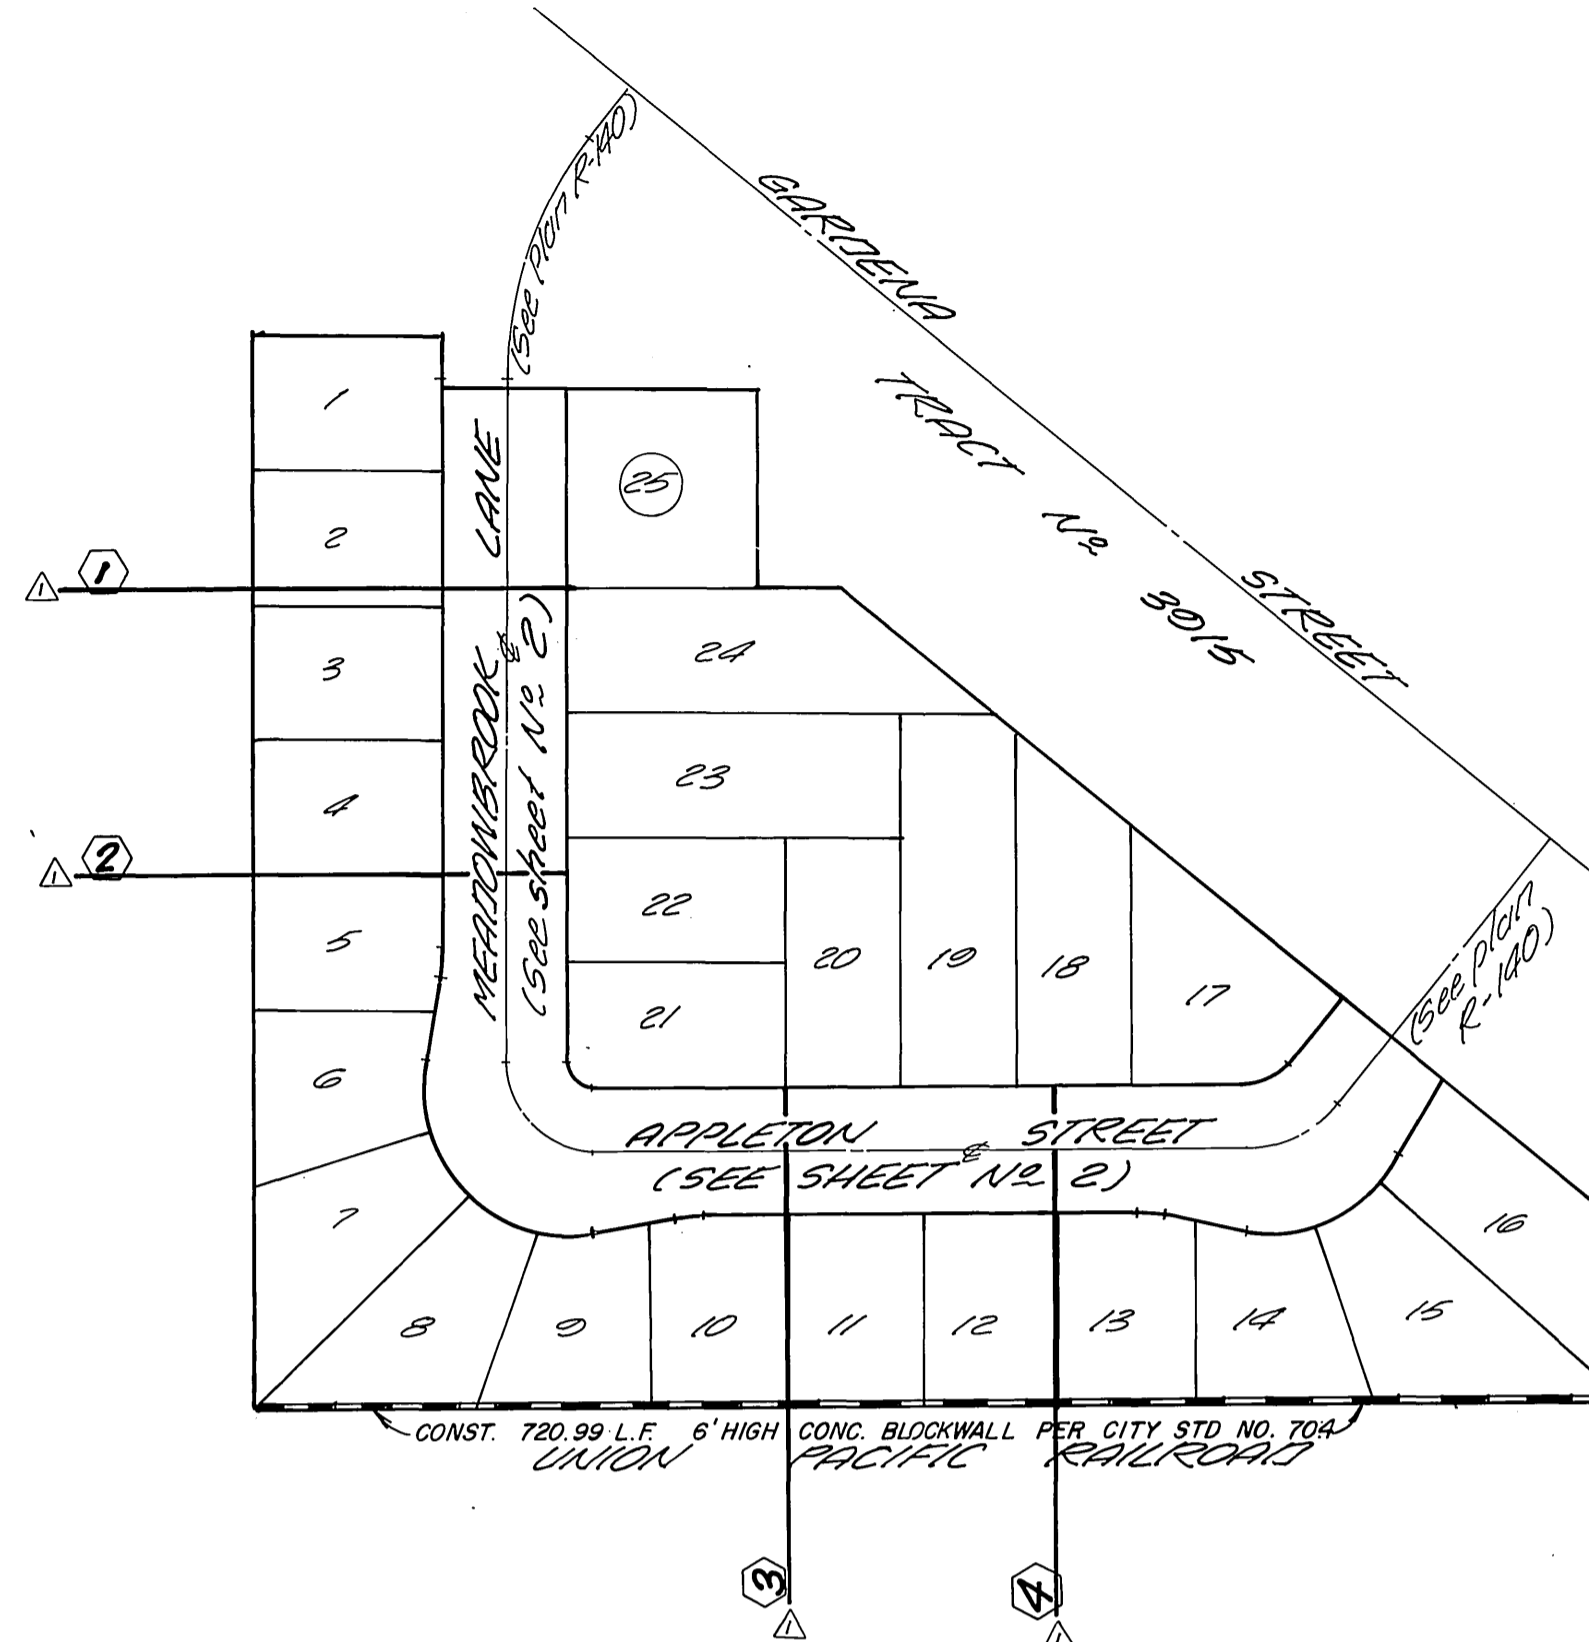 (See Plan R-140)
GARDENA STREET
TRACT Nº 3915
1
LANE
25
2
1
1
MEADOWBROOK ℄
(See sheet Nº 2)
24
3
23
4
2
1
22
5
20
19
18
17
(See plan
R-140)
21
6
APPLETON ℄ STREET
(SEE SHEET Nº 2)
7
16
8
9
10
11
12
13
14
15
CONST. 720.99 L.F. 6' HIGH CONC. BLOCKWALL PER CITY STD NO. 704
UNION PACIFIC RAILROAD
3
4
1
1